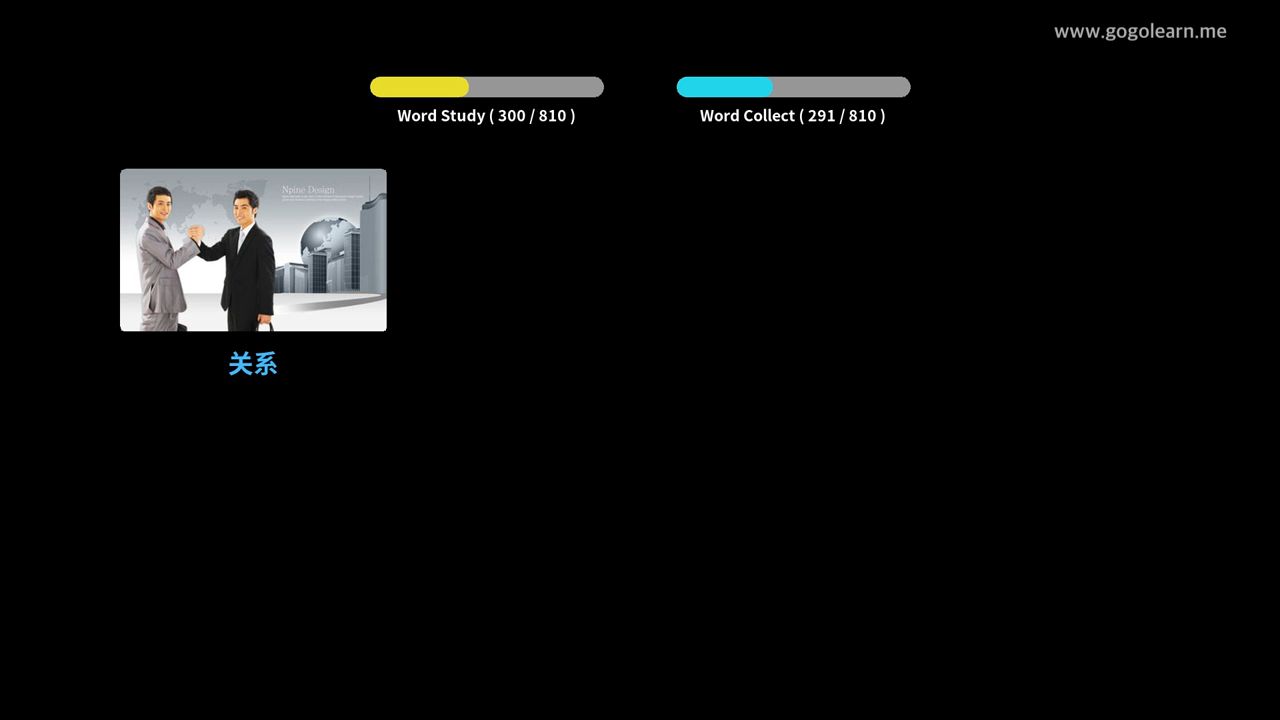 www.gogolearn.me
Word Study ( 300 / 810 )
Word Collect ( 291 / 810 )
Npine Design
关系